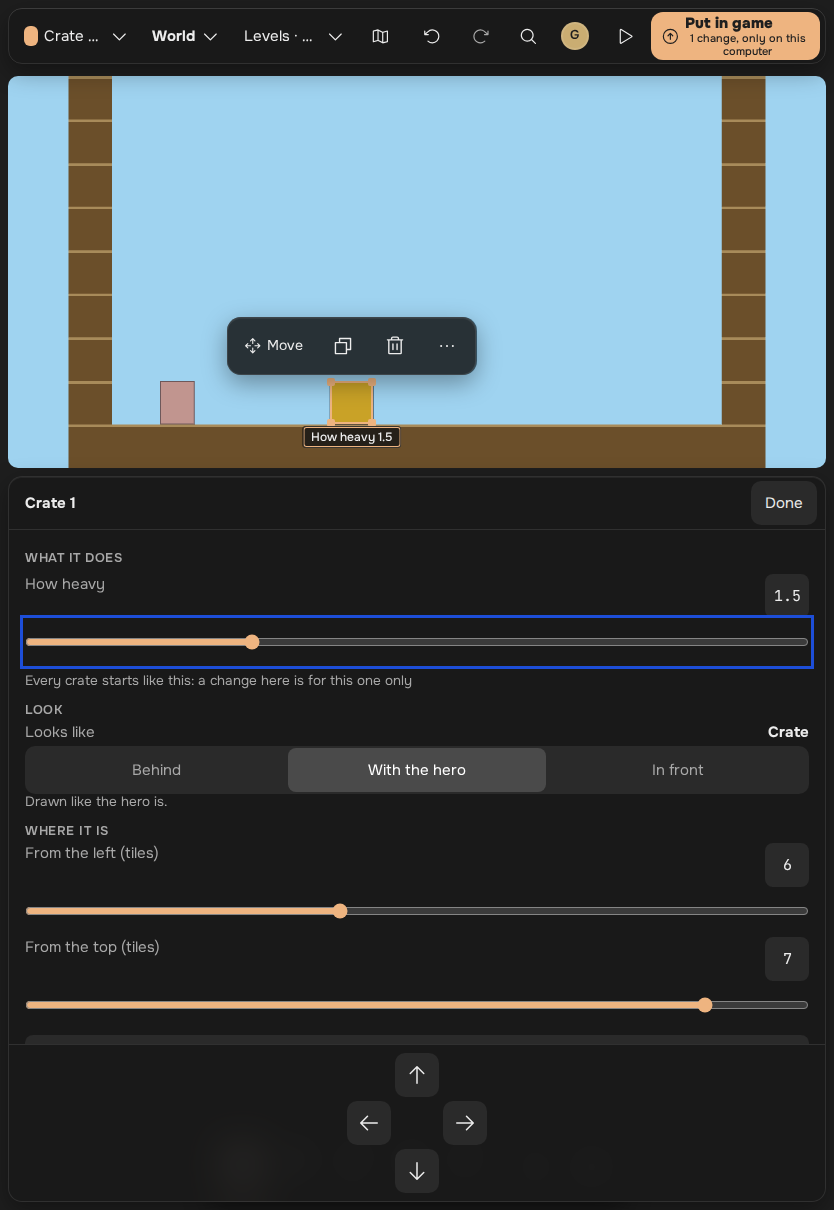 Crate ...
World
Levels · ...
G
Put in game
1 change, only on this
computer
Move
How heavy 1.5
Crate 1
Done
WHAT IT DOES
How heavy
1.5
Every crate starts like this: a change here is for this one only
LOOK
Looks like
Crate
Behind
With the hero
In front
Drawn like the hero is.
WHERE IT IS
From the left (tiles)
6
From the top (tiles)
7